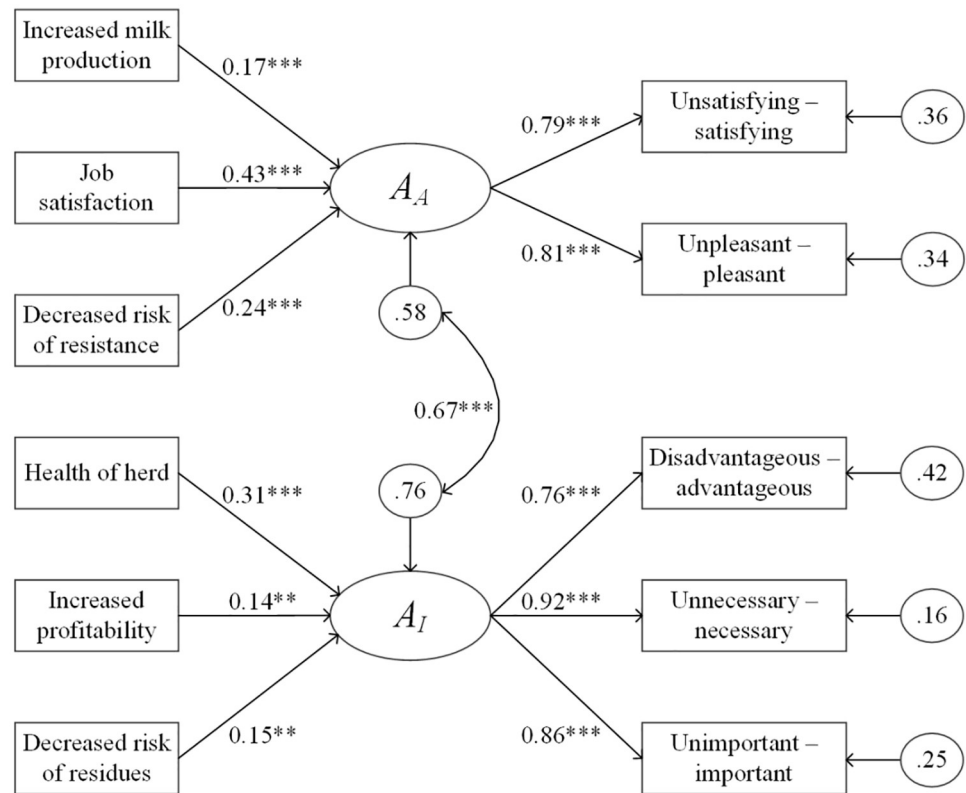 Increased milk
production
0.17***
Job
satisfaction
0.43***
Decreased risk
of resistance
0.24***
A_A
.58
0.79***
Unsatisfying –
satisfying
.36
0.81***
Unpleasant –
pleasant
.34
0.67***
Health of herd
0.31***
Increased
profitability
0.14**
Decreased risk
of residues
0.15**
.76
A_I
0.76***
Disadvantageous –
advantageous
.42
0.92***
Unnecessary –
necessary
.16
0.86***
Unimportant –
important
.25